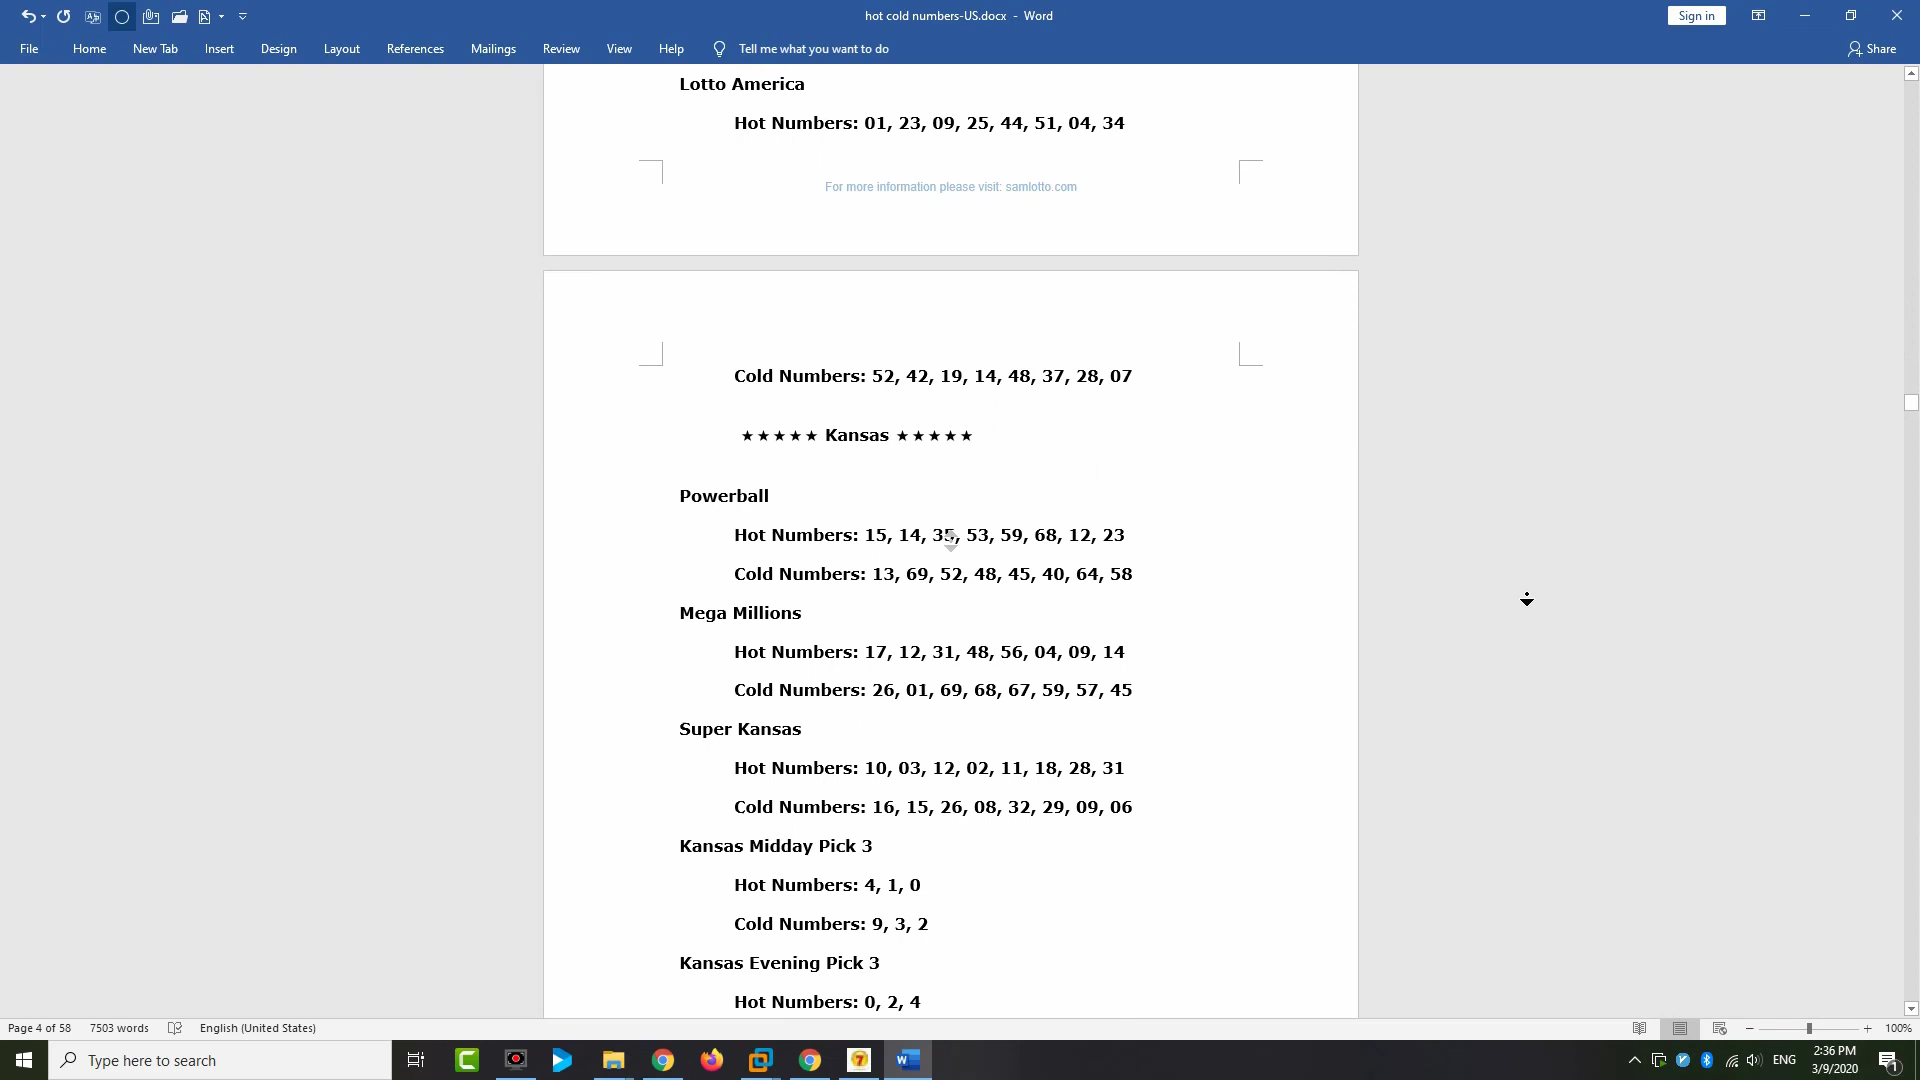 hot cold numbers-US.docx - Word
Sign in
File Home New Tab Insert Design Layout References Mailings Review View Help Tell me what you want to do Share
Lotto America
Hot Numbers: 01, 23, 09, 25, 44, 51, 04, 34
For more information please visit: samlotto.com
Cold Numbers: 52, 42, 19, 14, 48, 37, 28, 07
★★★★★ Kansas ★★★★★
Powerball
Hot Numbers: 15, 14, 35, 53, 59, 68, 12, 23
Cold Numbers: 13, 69, 52, 48, 45, 40, 64, 58
Mega Millions
Hot Numbers: 17, 12, 31, 48, 56, 04, 09, 14
Cold Numbers: 26, 01, 69, 68, 67, 59, 57, 45
Super Kansas
Hot Numbers: 10, 03, 12, 02, 11, 18, 28, 31
Cold Numbers: 16, 15, 26, 08, 32, 29, 09, 06
Kansas Midday Pick 3
Hot Numbers: 4, 1, 0
Cold Numbers: 9, 3, 2
Kansas Evening Pick 3
Hot Numbers: 0, 2, 4
Page 4 of 58 7503 words English (United States) 100%
Type here to search
ENG
2:36 PM
3/9/2020